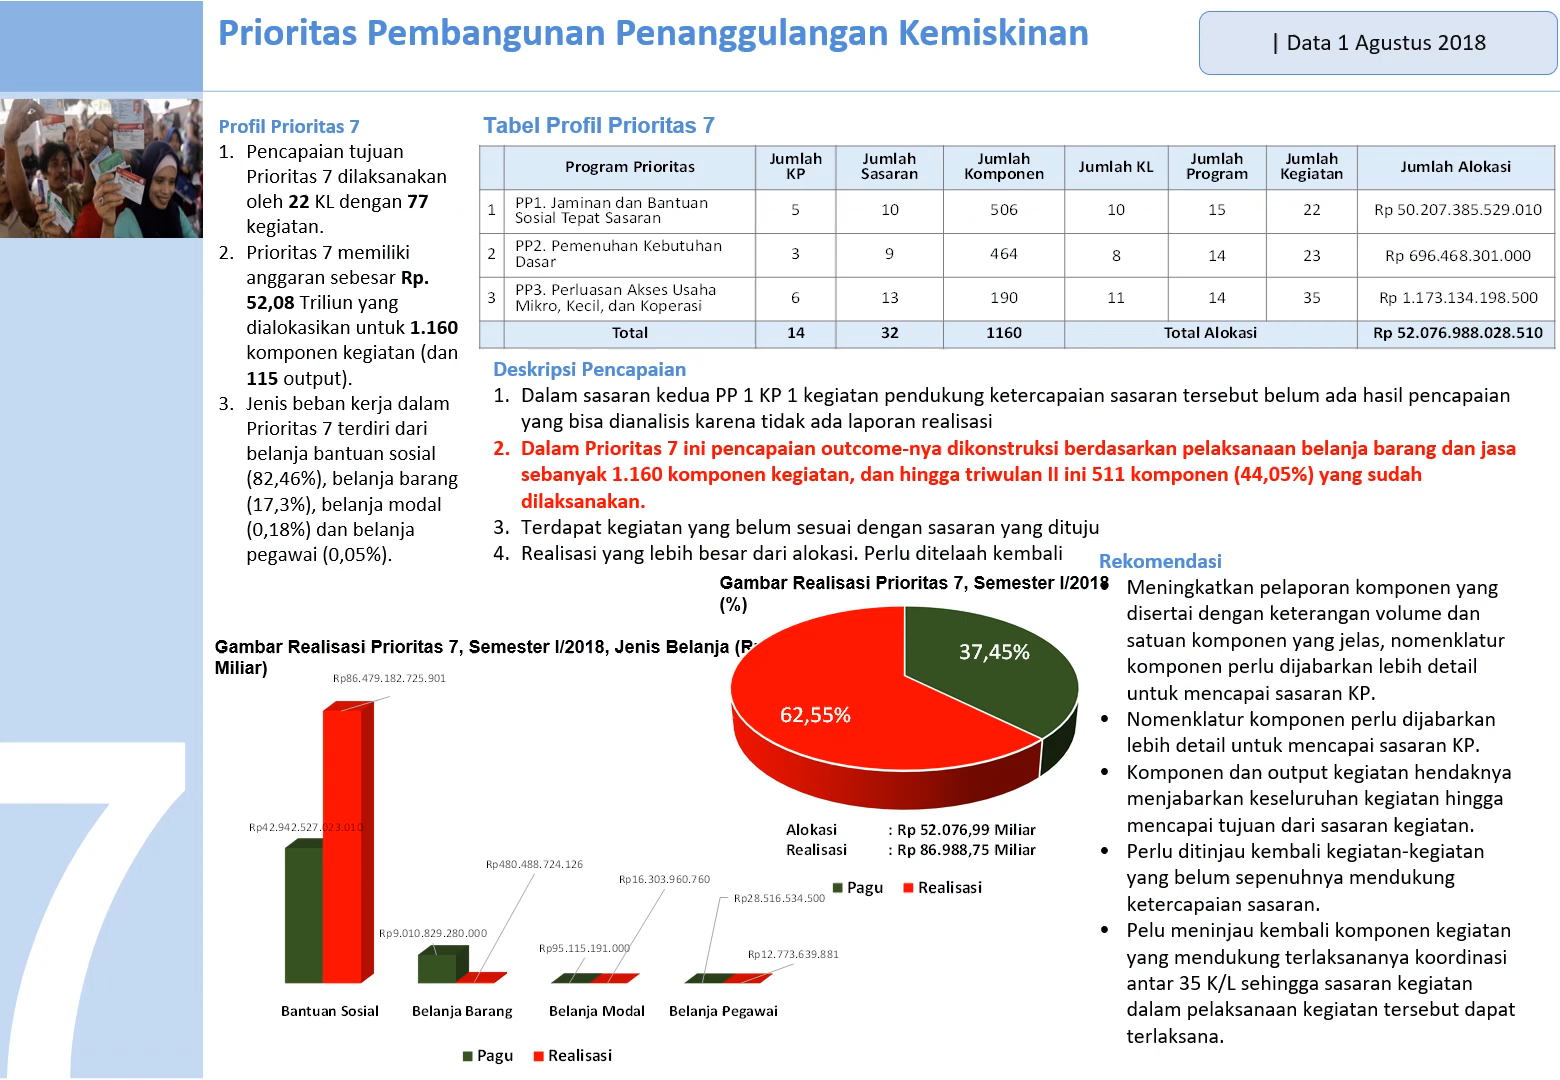 Prioritas Pembangunan Penanggulangan Kemiskinan
| Data 1 Agustus 2018
Profil Prioritas 7
1. Pencapaian tujuan
Prioritas 7 dilaksanakan
oleh 22 KL dengan 77
kegiatan.
2. Prioritas 7 memiliki
anggaran sebesar Rp.
52,08 Triliun yang
dialokasikan untuk 1.160
komponen kegiatan (dan
115 output).
3. Jenis beban kerja dalam
Prioritas 7 terdiri dari
belanja bantuan sosial
(82,46%), belanja barang
(17,3%), belanja modal
(0,18%) dan belanja
pegawai (0,05%).
Tabel Profil Prioritas 7
Program Prioritas Jumlah KP Jumlah Sasaran Jumlah Komponen Jumlah KL Jumlah Program Jumlah Kegiatan Jumlah Alokasi
1 PP1. Jaminan dan Bantuan Sosial Tepat Sasaran 5 10 506 10 15 22 Rp 50.207.385.529.010
2 PP2. Pemenuhan Kebutuhan Dasar 3 9 464 8 14 23 Rp 696.468.301.000
3 PP3. Perluasan Akses Usaha Mikro, Kecil, dan Koperasi 6 13 190 11 14 35 Rp 1.173.134.198.500
Total 14 32 1160 Total Alokasi Rp 52.076.988.028.510
Deskripsi Pencapaian
1. Dalam sasaran kedua PP 1 KP 1 kegiatan pendukung ketercapaian sasaran tersebut belum ada hasil pencapaian
yang bisa dianalisis karena tidak ada laporan realisasi
2. Dalam Prioritas 7 ini pencapaian outcome-nya dikonstruksi berdasarkan pelaksanaan belanja barang dan jasa
sebanyak 1.160 komponen kegiatan, dan hingga triwulan II ini 511 komponen (44,05%) yang sudah
dilaksanakan.
3. Terdapat kegiatan yang belum sesuai dengan sasaran yang dituju
4. Realisasi yang lebih besar dari alokasi. Perlu ditelaah kembali
Gambar Realisasi Prioritas 7, Semester I/2018, Jenis Belanja (Rp
Miliar)
Rp86.479.182.725.901
Rp42.942.527.023.010
Rp480.488.724.126
Rp9.010.829.280.000
Rp16.303.960.760
Rp95.115.191.000
Rp28.516.534.500
Rp12.773.639.881
Bantuan Sosial Belanja Barang Belanja Modal Belanja Pegawai
Pagu Realisasi
Gambar Realisasi Prioritas 7, Semester I/2018
(%)
37,45%
62,55%
Alokasi : Rp 52.076,99 Miliar
Realisasi : Rp 86.988,75 Miliar
Pagu Realisasi
Rekomendasi
• Meningkatkan pelaporan komponen yang
disertai dengan keterangan volume dan
satuan komponen yang jelas, nomenklatur
komponen perlu dijabarkan lebih detail
untuk mencapai sasaran KP.
• Nomenklatur komponen perlu dijabarkan
lebih detail untuk mencapai sasaran KP.
• Komponen dan output kegiatan hendaknya
menjabarkan keseluruhan kegiatan hingga
mencapai tujuan dari sasaran kegiatan.
• Perlu ditinjau kembali kegiatan-kegiatan
yang belum sepenuhnya mendukung
ketercapaian sasaran.
• Pelu meninjau kembali komponen kegiatan
yang mendukung terlaksananya koordinasi
antar 35 K/L sehingga sasaran kegiatan
dalam pelaksanaan kegiatan tersebut dapat
terlaksana.
7